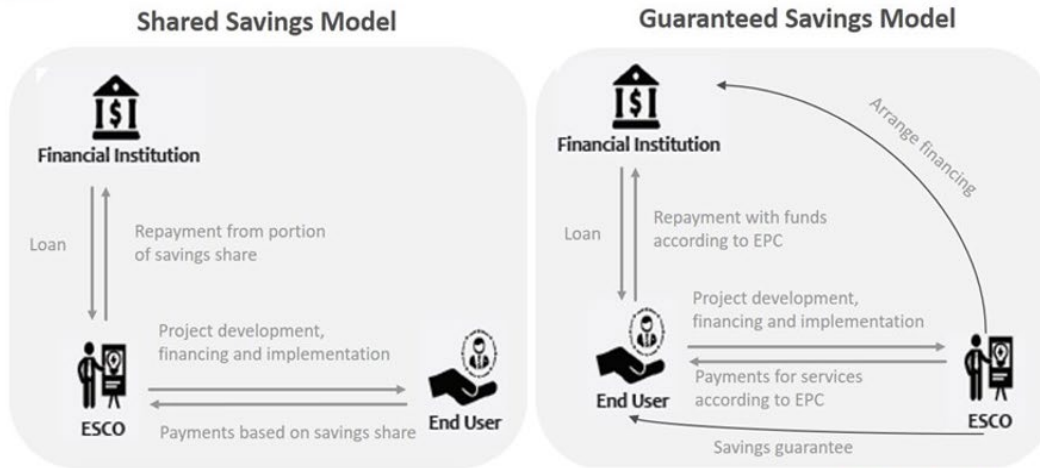 Shared Savings Model
$
Financial Institution
Loan
Repayment from portion
of savings share
Project development,
financing and implementation
ESCO
End User
Payments based on savings share
Guaranteed Savings Model
$
Financial Institution
Arrange financing
Loan
Repayment with funds
according to EPC
Project development,
financing and implementation
Payments for services
according to EPC
End User
ESCO
Savings guarantee